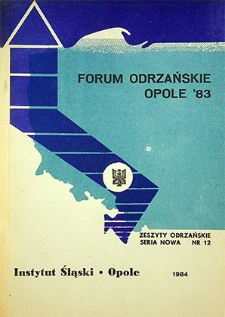 FORUM ODRZAŃSKIE
OPOLE '83
ZESZYTY ODRZAŃSKIE
SERIA NOWA NR 12
Instytut Śląski • Opole 1984